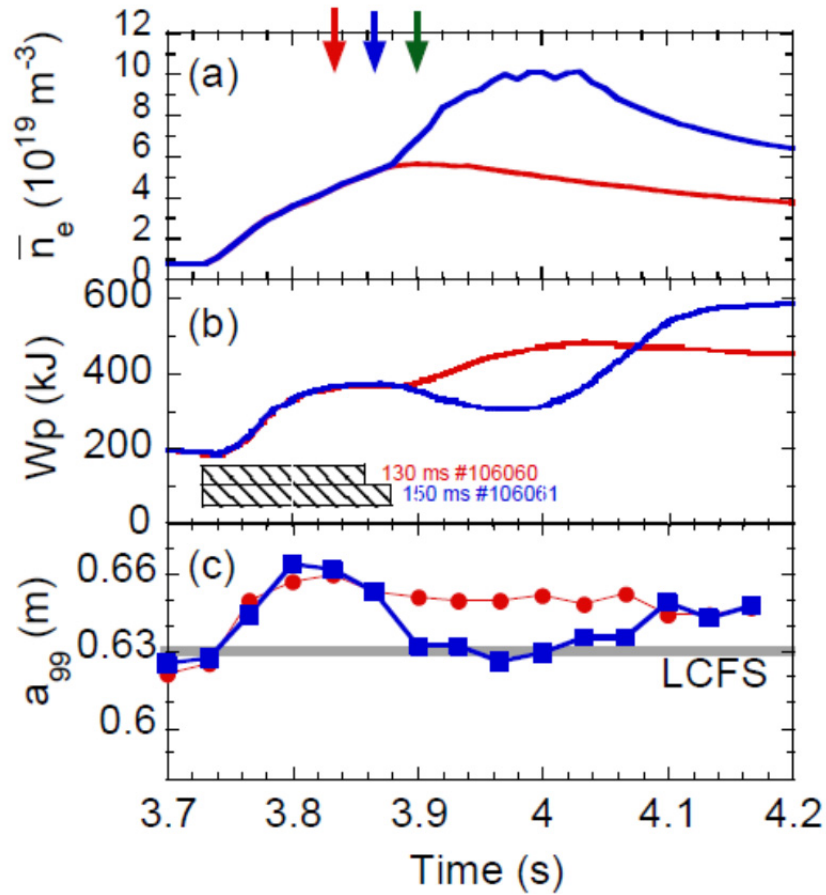 12
10
8
6
4
2
0
n̅e (10^19 m^-3)
(a)
600
400
200
0
Wp (kJ)
(b)
130 ms #106060
150 ms #106061
0.66
0.63
0.6
a99 (m)
(c)
LCFS
3.7 3.8 3.9 4 4.1 4.2
Time (s)